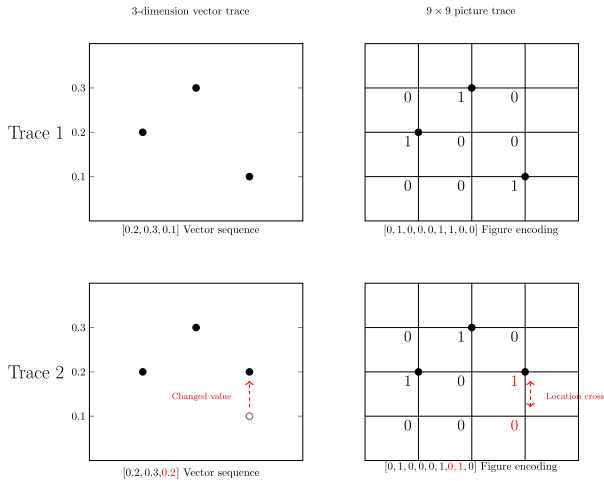 3-dimension vector trace
9 × 9 picture trace
Trace 1
0.3
0.2
0.1
[0.2, 0.3, 0.1] Vector sequence
0 1 0
1 0 0
0 0 1
[0, 1, 0, 0, 0, 1, 1, 0, 0] Figure encoding
Trace 2
0.3
0.2
0.1
Changed value
[0.2, 0.3,0.2] Vector sequence
0 1 0
1 0 1
0 0 0
Location cross
[0, 1, 0, 0, 0, 1,0, 1, 0] Figure encoding